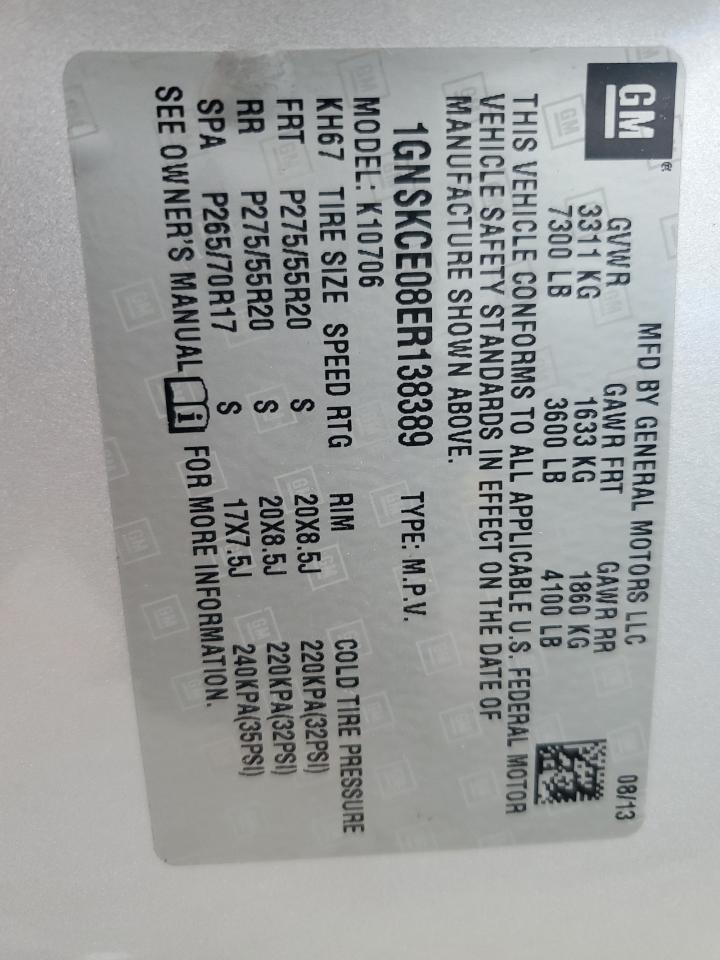 GM
MFD BY GENERAL MOTORS LLC 08/13
GVWR GAWR FRT GAWR RR
3311 KG 1633 KG 1860 KG
7300 LB 3600 LB 4100 LB
THIS VEHICLE CONFORMS TO ALL APPLICABLE U.S. FEDERAL MOTOR
VEHICLE SAFETY STANDARDS IN EFFECT ON THE DATE OF
MANUFACTURE SHOWN ABOVE.
1GNSKCE08ER138389 TYPE: M.P.V.
MODEL: K10706
KH67 TIRE SIZE SPEED RTG RIM COLD TIRE PRESSURE
FRT P275/55R20 S 20X8.5J 220KPA(32PSI)
RR P275/55R20 S 20X8.5J 220KPA(32PSI)
SPA P265/70R17 S 17X7.5J 240KPA(35PSI)
SEE OWNER'S MANUAL i FOR MORE INFORMATION.